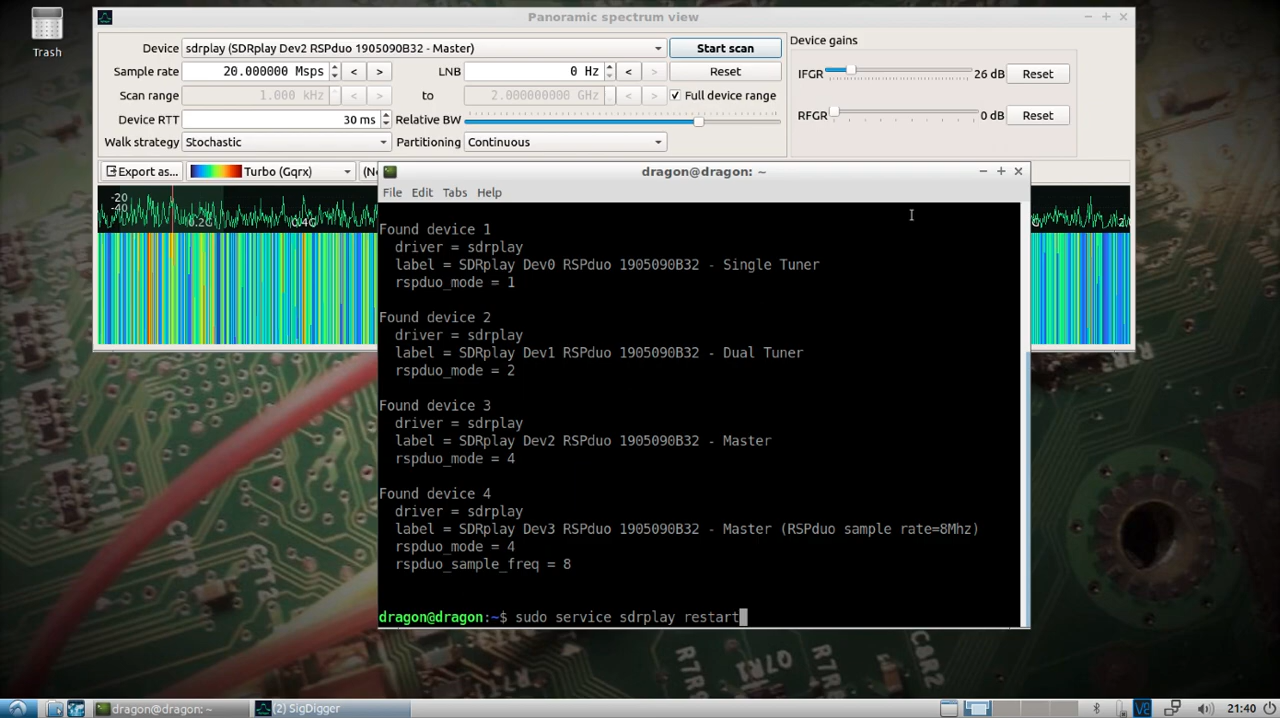 Trash
Panoramic spectrum view
Device sdrplay (SDRplay Dev2 RSPduo 1905090B32 - Master) Start scan
Device gains
Sample rate 20.000000 Msps < > LNB 0 Hz < > Reset
IFGR 26 dB Reset
Scan range 1.000 kHz < > to 2.000000000 GHz < > Full device range
Device RTT 30 ms Relative BW
RFGR 0 dB Reset
Walk strategy Stochastic Partitioning Continuous
Export as... Turbo (Gqrx)
dragon@dragon: ~
File Edit Tabs Help
-20
-40
0.2G 0.4G
Found device 1
driver = sdrplay
label = SDRplay Dev0 RSPduo 1905090B32 - Single Tuner
rspduo_mode = 1
Found device 2
driver = sdrplay
label = SDRplay Dev1 RSPduo 1905090B32 - Dual Tuner
rspduo_mode = 2
Found device 3
driver = sdrplay
label = SDRplay Dev2 RSPduo 1905090B32 - Master
rspduo_mode = 4
Found device 4
driver = sdrplay
label = SDRplay Dev3 RSPduo 1905090B32 - Master (RSPduo sample rate=8Mhz)
rspduo_mode = 4
rspduo_sample_freq = 8
dragon@dragon:~$ sudo service sdrplay restart
dragon@dragon: ~
(2) SigDigger
21:40